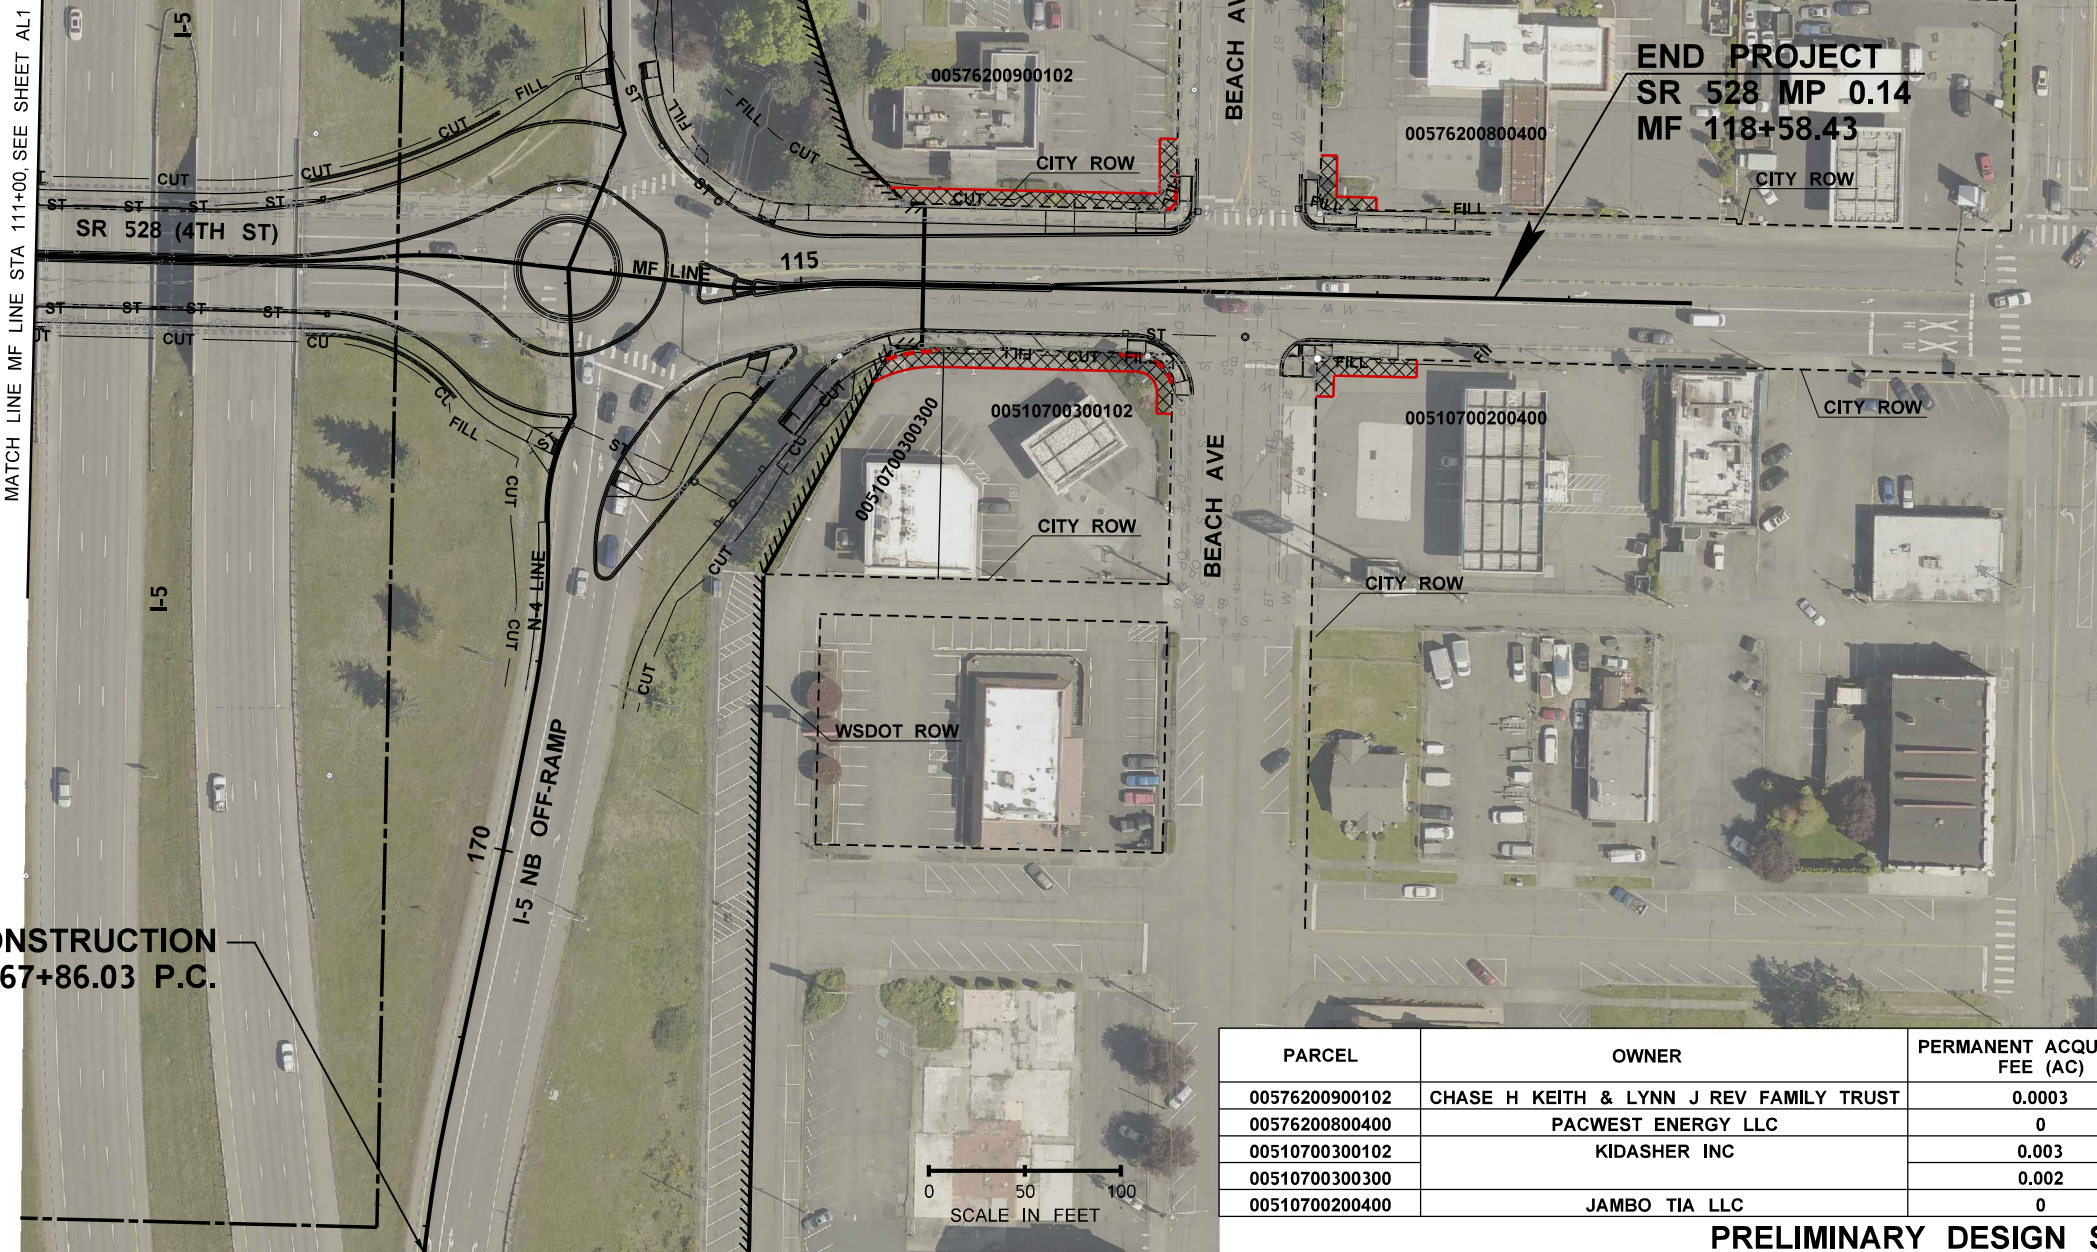 MATCH LINE MF LINE STA 111+00, SEE SHEET AL1
I-5
FILL
CUT
CUT
CUT
ST
ST
ST
ST
SR 528 (4TH ST)
ST
FILL
FILL
CUT
ST
00576200900102
CITY ROW
CUT
BEACH AV
00576200800400
END PROJECT
SR 528 MP 0.14
MF 118+58.43
CITY ROW
FILL
FILL
MF LINE
115
ST
ST
ST
ST
CUT
CU
FILL
ST
ST
CUT
CUT
N-4 LINE
CUT
CU
CUT
CUT
ST
FILL
CUT
00510700300300
00510700300102
CITY ROW
BEACH AVE
FILL
00510700200400
CITY ROW
CITY ROW
I-5
WSDOT ROW
170
I-5 NB OFF-RAMP
ONSTRUCTION
67+86.03 P.C.
0 50 100
SCALE IN FEET
PARCEL OWNER PERMANENT ACQU
FEE (AC)
00576200900102 CHASE H KEITH & LYNN J REV FAMILY TRUST 0.0003
00576200800400 PACWEST ENERGY LLC 0
00510700300102 KIDASHER INC 0.003
00510700300300 0.002
00510700200400 JAMBO TIA LLC 0
PRELIMINARY DESIGN